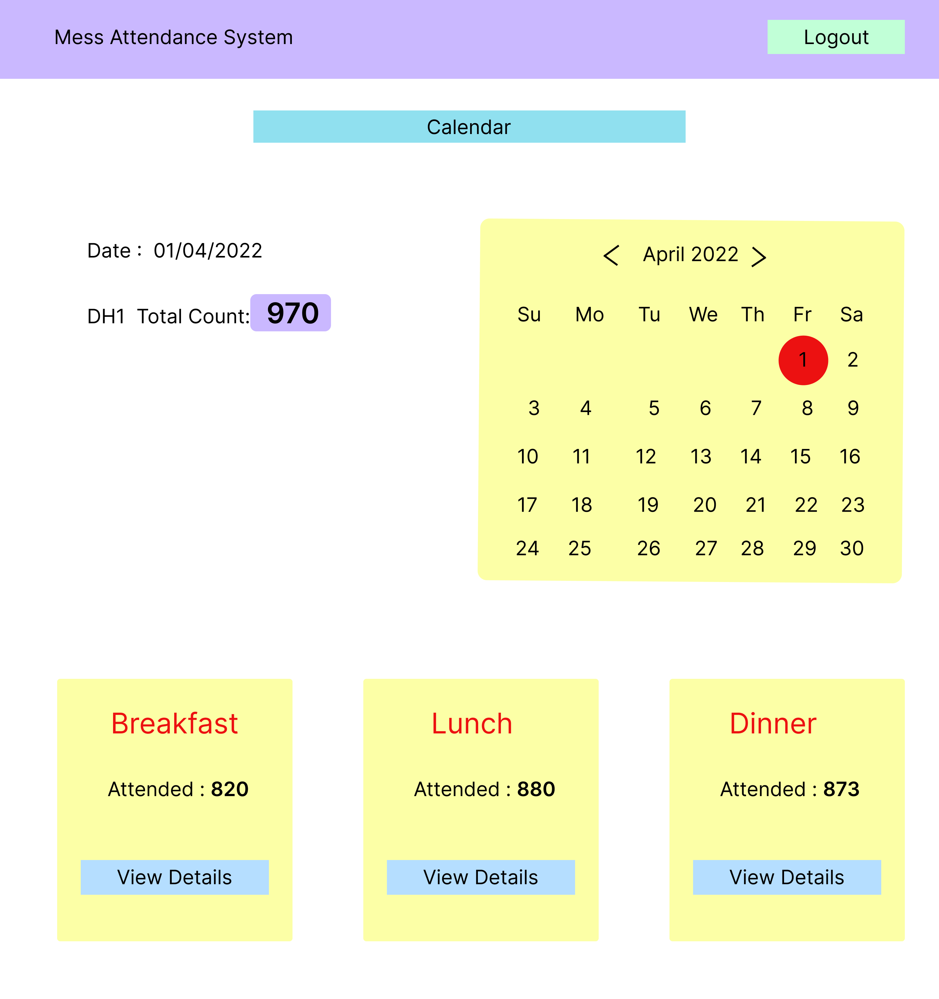 Mess Attendance System
Logout
Calendar
Date : 01/04/2022
DH1 Total Count: 970
April 2022
Su Mo Tu We Th Fr Sa
1 2
3 4 5 6 7 8 9
10 11 12 13 14 15 16
17 18 19 20 21 22 23
24 25 26 27 28 29 30
Breakfast
Attended : 820
View Details
Lunch
Attended : 880
View Details
Dinner
Attended : 873
View Details